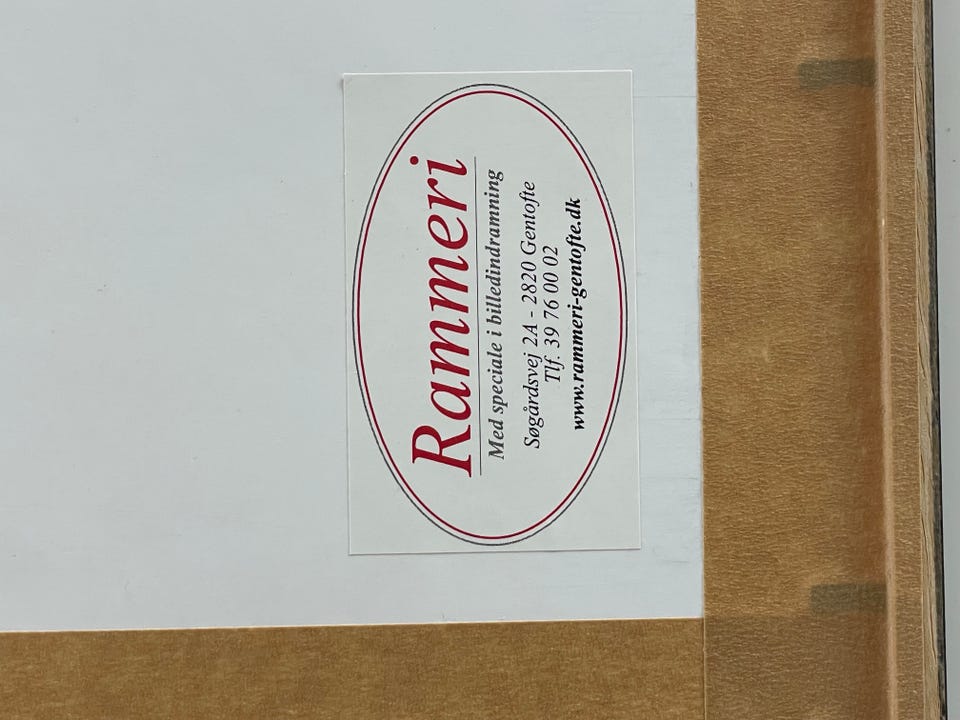 Rammeri
Med speciale i billedindramning
Søgårdsvej 2A - 2820 Gentofte
Tlf. 39 76 00 02
www.rammeri-gentofte.dk